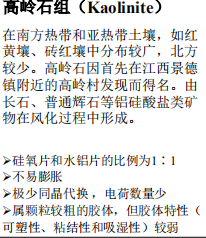 高岭石组（Kaolinite）
在南方热带和亚热带土壤，如红
黄壤、砖红壤中分布较广，北方
较少。高岭石因首先在江西景德
镇附近的高岭村发现而得名。由
长石、普通辉石等铝硅酸盐类矿
物在风化过程中形成。
➢硅氧片和水铝片的比例为1：1
➢不易膨胀
➢极少同晶代换，电荷数量少
➢属颗粒较粗的胶体，但胶体特性（
可塑性、粘结性和吸湿性）较弱